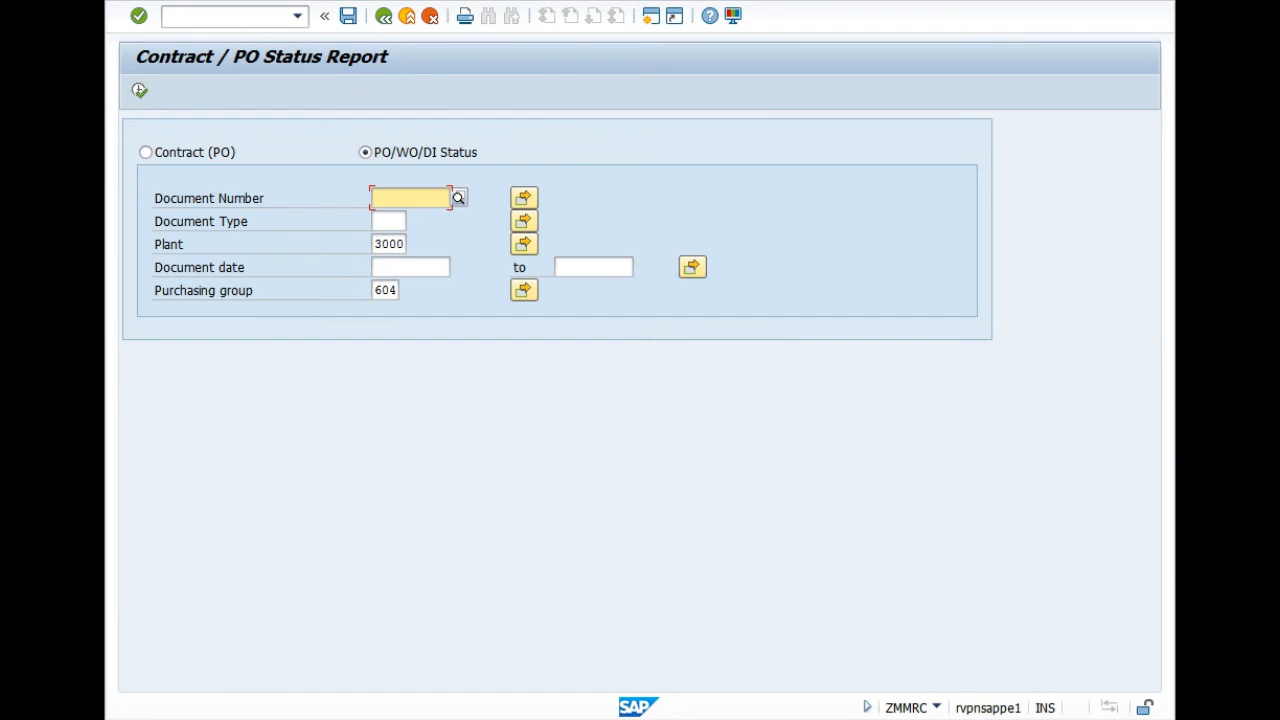 Contract / PO Status Report
Contract (PO) PO/WO/DI Status
Document Number
Document Type
Plant 3000
Document date to
Purchasing group 604
SAP ZMMRC rvpnsappe1 INS